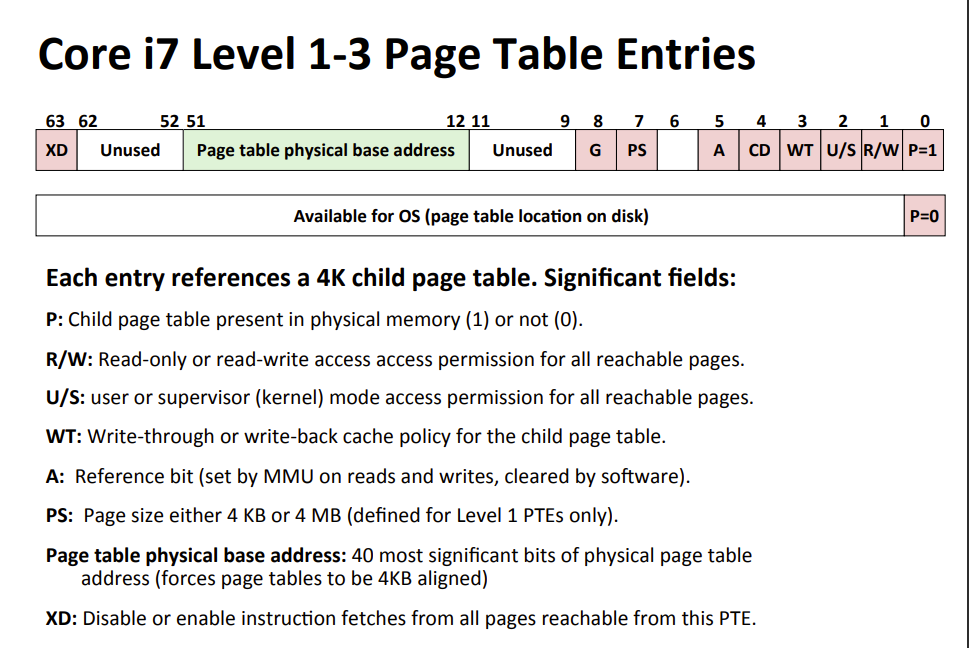 Core i7 Level 1-3 Page Table Entries
63 62 52 51 12 11 9 8 7 6 5 4 3 2 1 0
XD Unused Page table physical base address Unused G PS A CD WT U/S R/W P=1
Available for OS (page table location on disk) P=0
Each entry references a 4K child page table. Significant fields:
P: Child page table present in physical memory (1) or not (0).
R/W: Read-only or read-write access access permission for all reachable pages.
U/S: user or supervisor (kernel) mode access permission for all reachable pages.
WT: Write-through or write-back cache policy for the child page table.
A: Reference bit (set by MMU on reads and writes, cleared by software).
PS: Page size either 4 KB or 4 MB (defined for Level 1 PTEs only).
Page table physical base address: 40 most significant bits of physical page table
address (forces page tables to be 4KB aligned)
XD: Disable or enable instruction fetches from all pages reachable from this PTE.